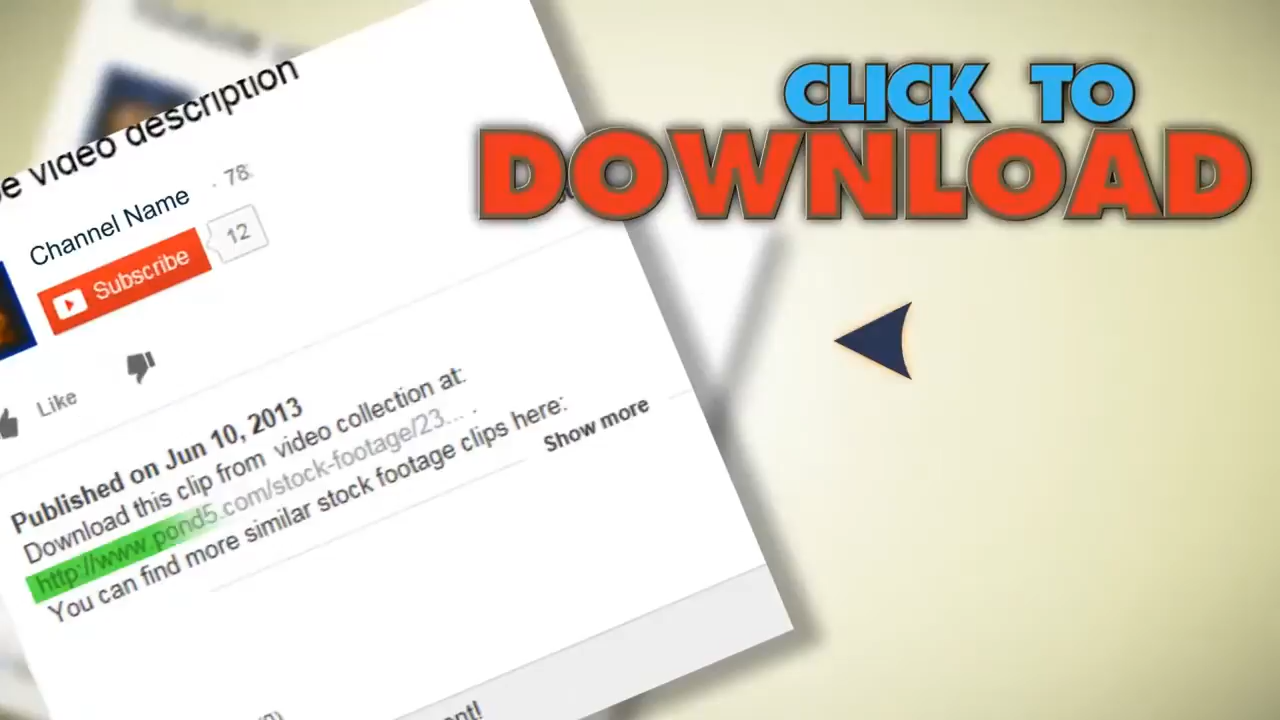 CLICK TO
DOWNLOAD
video description
Channel Name
78
Subscribe
12
Like
Published on Jun 10, 2013
Download this clip from video collection at:
http://www.pond5.com/stock-footage/23...
You can find more similar stock footage clips here:
Show more